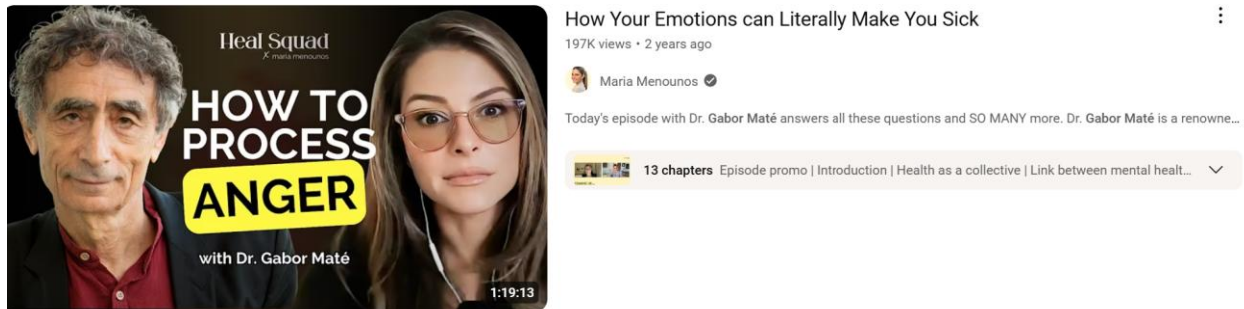 Heal Squad
x maria menounos
HOW TO
PROCESS
ANGER
with Dr. Gabor Maté
1:19:13
How Your Emotions can Literally Make You Sick
197K views • 2 years ago
Maria Menounos
Today's episode with Dr. Gabor Maté answers all these questions and SO MANY more. Dr. Gabor Maté is a renowne...
13 chapters Episode promo | Introduction | Health as a collective | Link between mental healt...